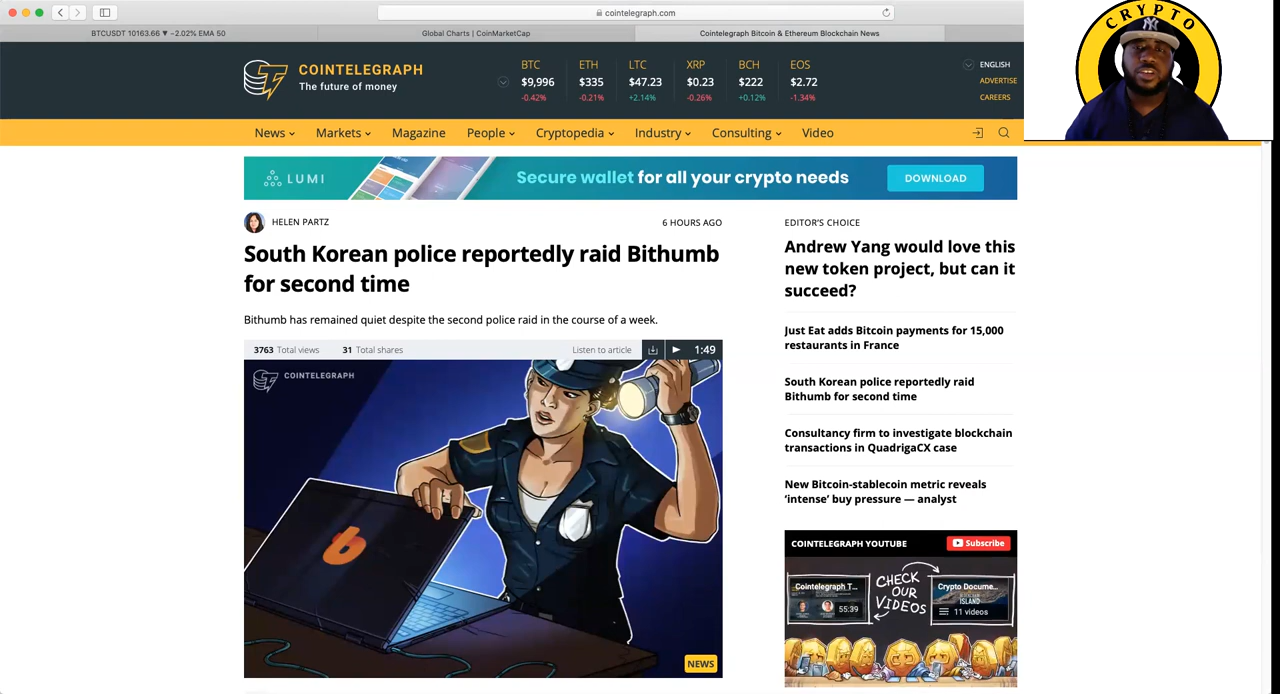 cointelegraph.com
BTCUSDT 10163.66 ▼ −2.02% EMA 50
Global Charts | CoinMarketCap
Cointelegraph Bitcoin & Ethereum Blockchain News
CRYPTO
COINTELEGRAPH
The future of money
BTC ETH LTC XRP BCH EOS
$9,996 $335 $47.23 $0.23 $222 $2.72
-0.42% -0.21% +2.14% -0.26% +0.12% -1.34%
ENGLISH
ADVERTISE
CAREERS
News Markets Magazine People Cryptopedia Industry Consulting Video
LUMI
Secure wallet for all your crypto needs
DOWNLOAD
HELEN PARTZ
6 HOURS AGO
South Korean police reportedly raid Bithumb
for second time
Bithumb has remained quiet despite the second police raid in the course of a week.
3763 Total views 31 Total shares
Listen to article
1:49
COINTELEGRAPH
NEWS
EDITOR'S CHOICE
Andrew Yang would love this
new token project, but can it
succeed?
Just Eat adds Bitcoin payments for 15,000
restaurants in France
South Korean police reportedly raid
Bithumb for second time
Consultancy firm to investigate blockchain
transactions in QuadrigaCX case
New Bitcoin-stablecoin metric reveals
‘intense’ buy pressure — analyst
COINTELEGRAPH YOUTUBE
Subscribe
Cointelegraph T...
55:39
CHECK
OUR
VIDEOS
Crypto Docume...
ISLAND
11 videos